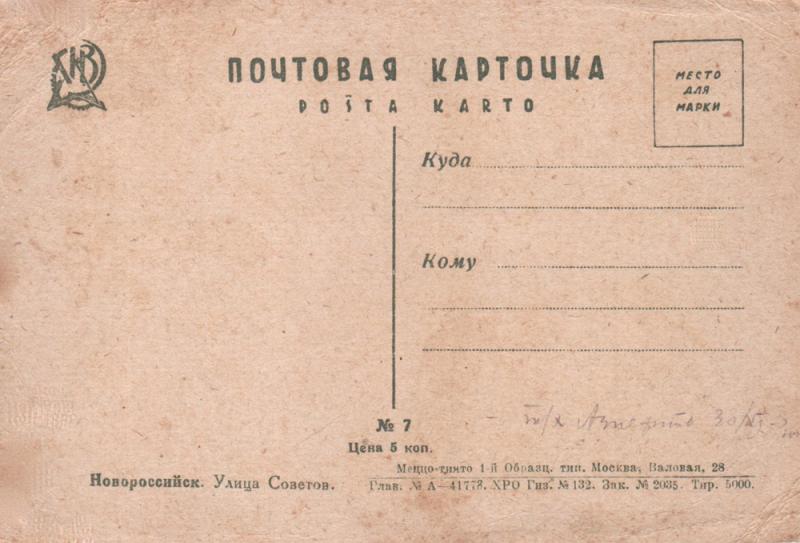 ПОЧТОВАЯ КАРТОЧКА
POŜTA KARTO
МЕСТО
ДЛЯ
МАРКИ
Куда
Кому
№ 7
Цена 5 коп.
Новороссийск. Улица Советов.
Меццо-тинто 1-й Образц. тип. Москва, Валовая, 28
Глав. № А—41778. ХРО Гиз. № 132. Зак. № 2035. Тир. 5000.